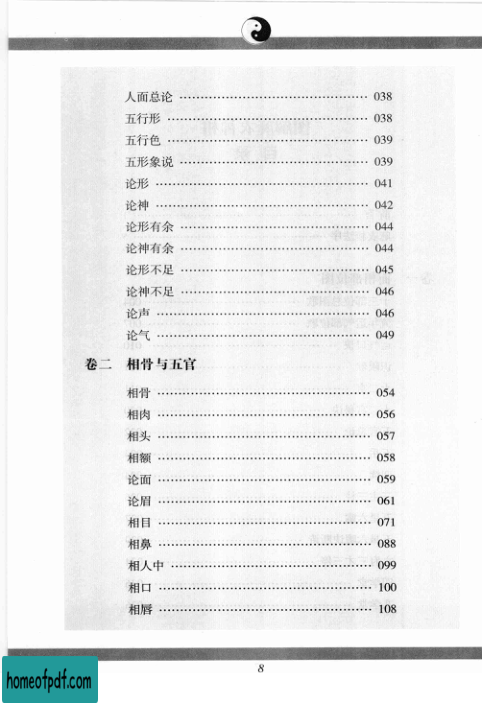 人面总论 ······ 038
五行形 ······ 038
五行色 ······ 039
五形象说 ······ 039
论形 ······ 041
论神 ······ 042
论形有余 ······ 044
论神有余 ······ 044
论形不足 ······ 045
论神不足 ······ 046
论声 ······ 046
论气 ······ 049
卷二 相骨与五官
相骨 ······ 054
相肉 ······ 056
相头 ······ 057
相额 ······ 058
论面 ······ 059
论眉 ······ 061
相目 ······ 071
相鼻 ······ 088
相人中 ······ 099
相口 ······ 100
相唇 ······ 108
8
homeofpdf.com